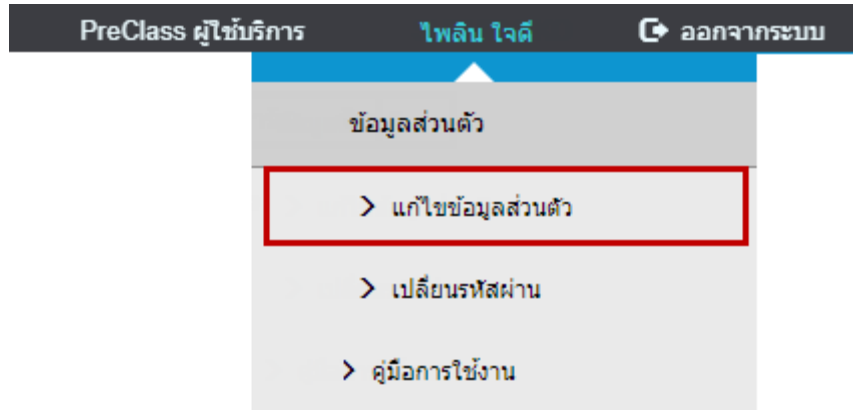 PreClass ผู้ใช้บริการ ไพลิน ใจดี ออกจากระบบ
ข้อมูลส่วนตัว
แก้ไขข้อมูลส่วนตัว
เปลี่ยนรหัสผ่าน
คู่มือการใช้งาน